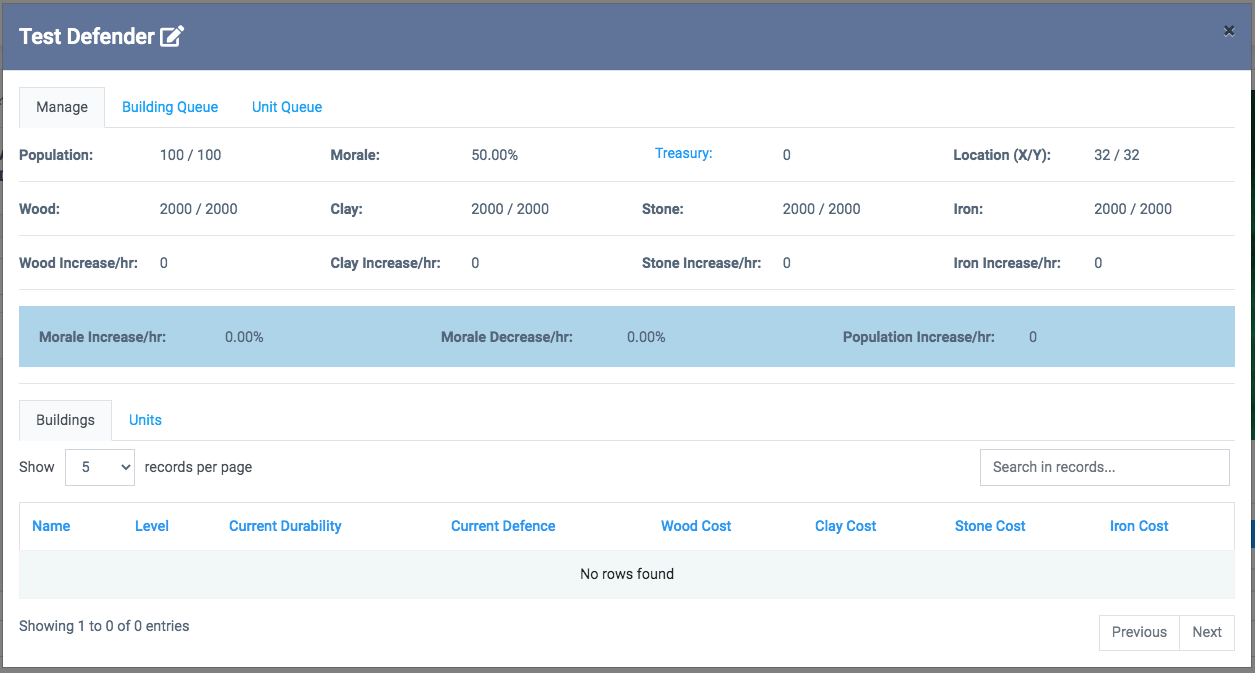 Test Defender
Manage Building Queue Unit Queue
Population: 100 / 100 Morale: 50.00% Treasury: 0 Location (X/Y): 32 / 32
Wood: 2000 / 2000 Clay: 2000 / 2000 Stone: 2000 / 2000 Iron: 2000 / 2000
Wood Increase/hr: 0 Clay Increase/hr: 0 Stone Increase/hr: 0 Iron Increase/hr: 0
Morale Increase/hr: 0.00% Morale Decrease/hr: 0.00% Population Increase/hr: 0
Buildings Units
Show 5 records per page Search in records...
Name Level Current Durability Current Defence Wood Cost Clay Cost Stone Cost Iron Cost
No rows found
Showing 1 to 0 of 0 entries Previous Next